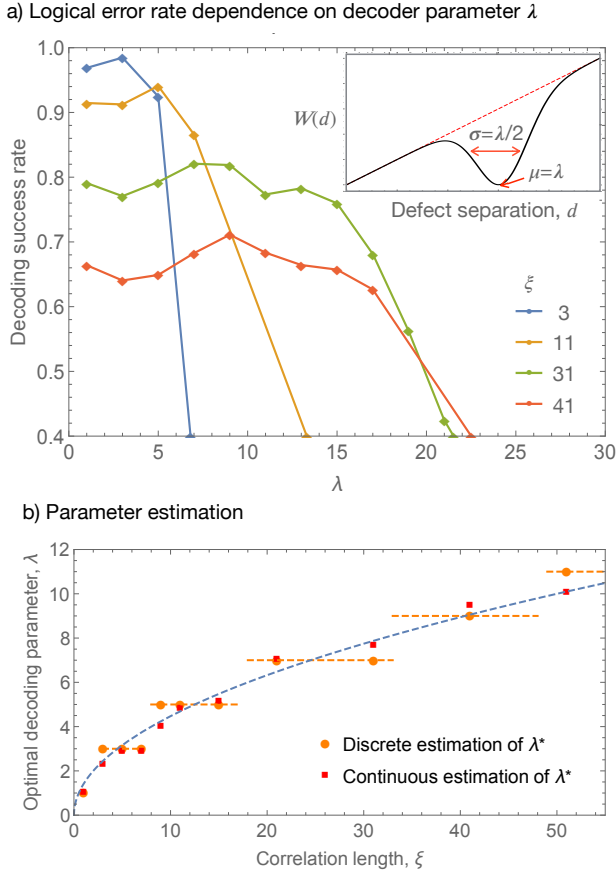 a) Logical error rate dependence on decoder parameter λ
Decoding success rate
1.0
0.9
0.8
0.7
0.6
0.5
0.4
0
5
10
15
20
25
30
λ
W(d)
σ=λ/2
μ=λ
Defect separation, d
ξ
3
11
31
41
b) Parameter estimation
Optimal decoding parameter, λ
12
10
8
6
4
2
0
0
10
20
30
40
50
Correlation length, ξ
Discrete estimation of λ*
Continuous estimation of λ*